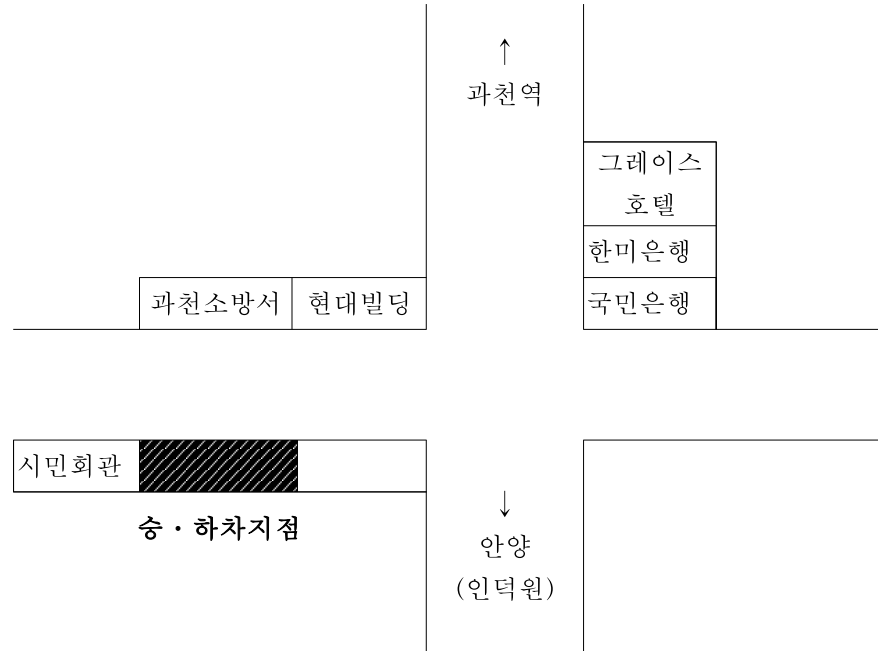 ↑
과천역
그레이스
호텔
한미은행
과천소방서 현대빌딩 국민은행
시민회관
승·하차지점
↓
안양
(인덕원)